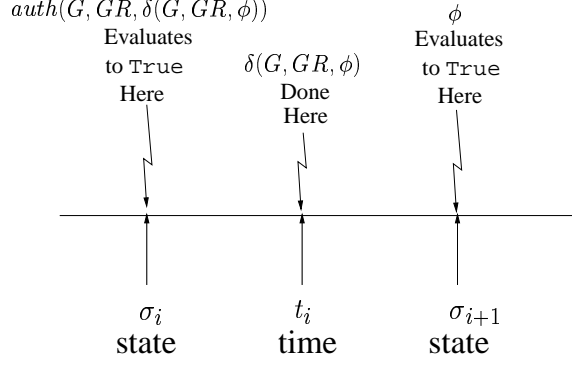 auth(G, GR, δ(G, GR, ϕ))
Evaluates
to True
Here
δ(G, GR, ϕ)
Done
Here
ϕ
Evaluates
to True
Here
σ_i
state
t_i
time
σ_{i+1}
state